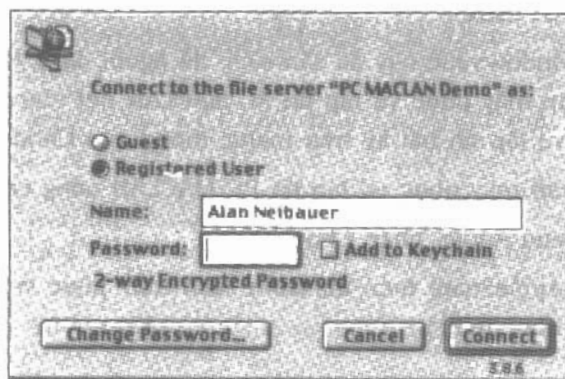 Connect to the file server "PC MACLAN Demo" as:
Guest
Registered User
Name: Alan Neibauer
Password: Add to Keychain
2-way Encrypted Password
Change Password... Cancel Connect
3.8.6